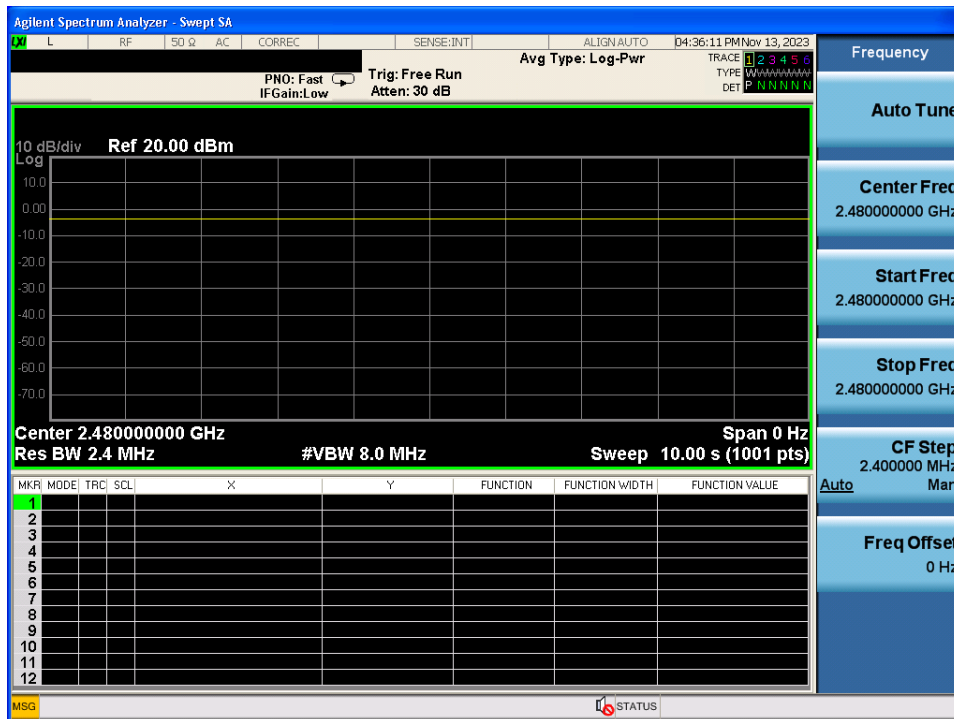 Agilent Spectrum Analyzer - Swept SA
LXI L RF 50 Ω AC CORREC SENSE:INT ALIGN AUTO 04:36:11 PM Nov 13, 2023
Avg Type: Log-Pwr
TRACE 1 2 3 4 5 6
TYPE WWWWWW
DET P N N N N N
PNO: Fast
IFGain:Low
Trig: Free Run
Atten: 30 dB
10 dB/div
Log
Ref 20.00 dBm
10.0
0.00
-10.0
-20.0
-30.0
-40.0
-50.0
-60.0
-70.0
Center 2.480000000 GHz
Span 0 Hz
Res BW 2.4 MHz
#VBW 8.0 MHz
Sweep 10.00 s (1001 pts)
MKR MODE TRC SCL X Y FUNCTION FUNCTION WIDTH FUNCTION VALUE
1
2
3
4
5
6
7
8
9
10
11
12
MSG
STATUS
Frequency
Auto Tune
Center Freq
2.480000000 GHz
Start Freq
2.480000000 GHz
Stop Freq
2.480000000 GHz
CF Step
2.400000 MHz
Auto Man
Freq Offset
0 Hz